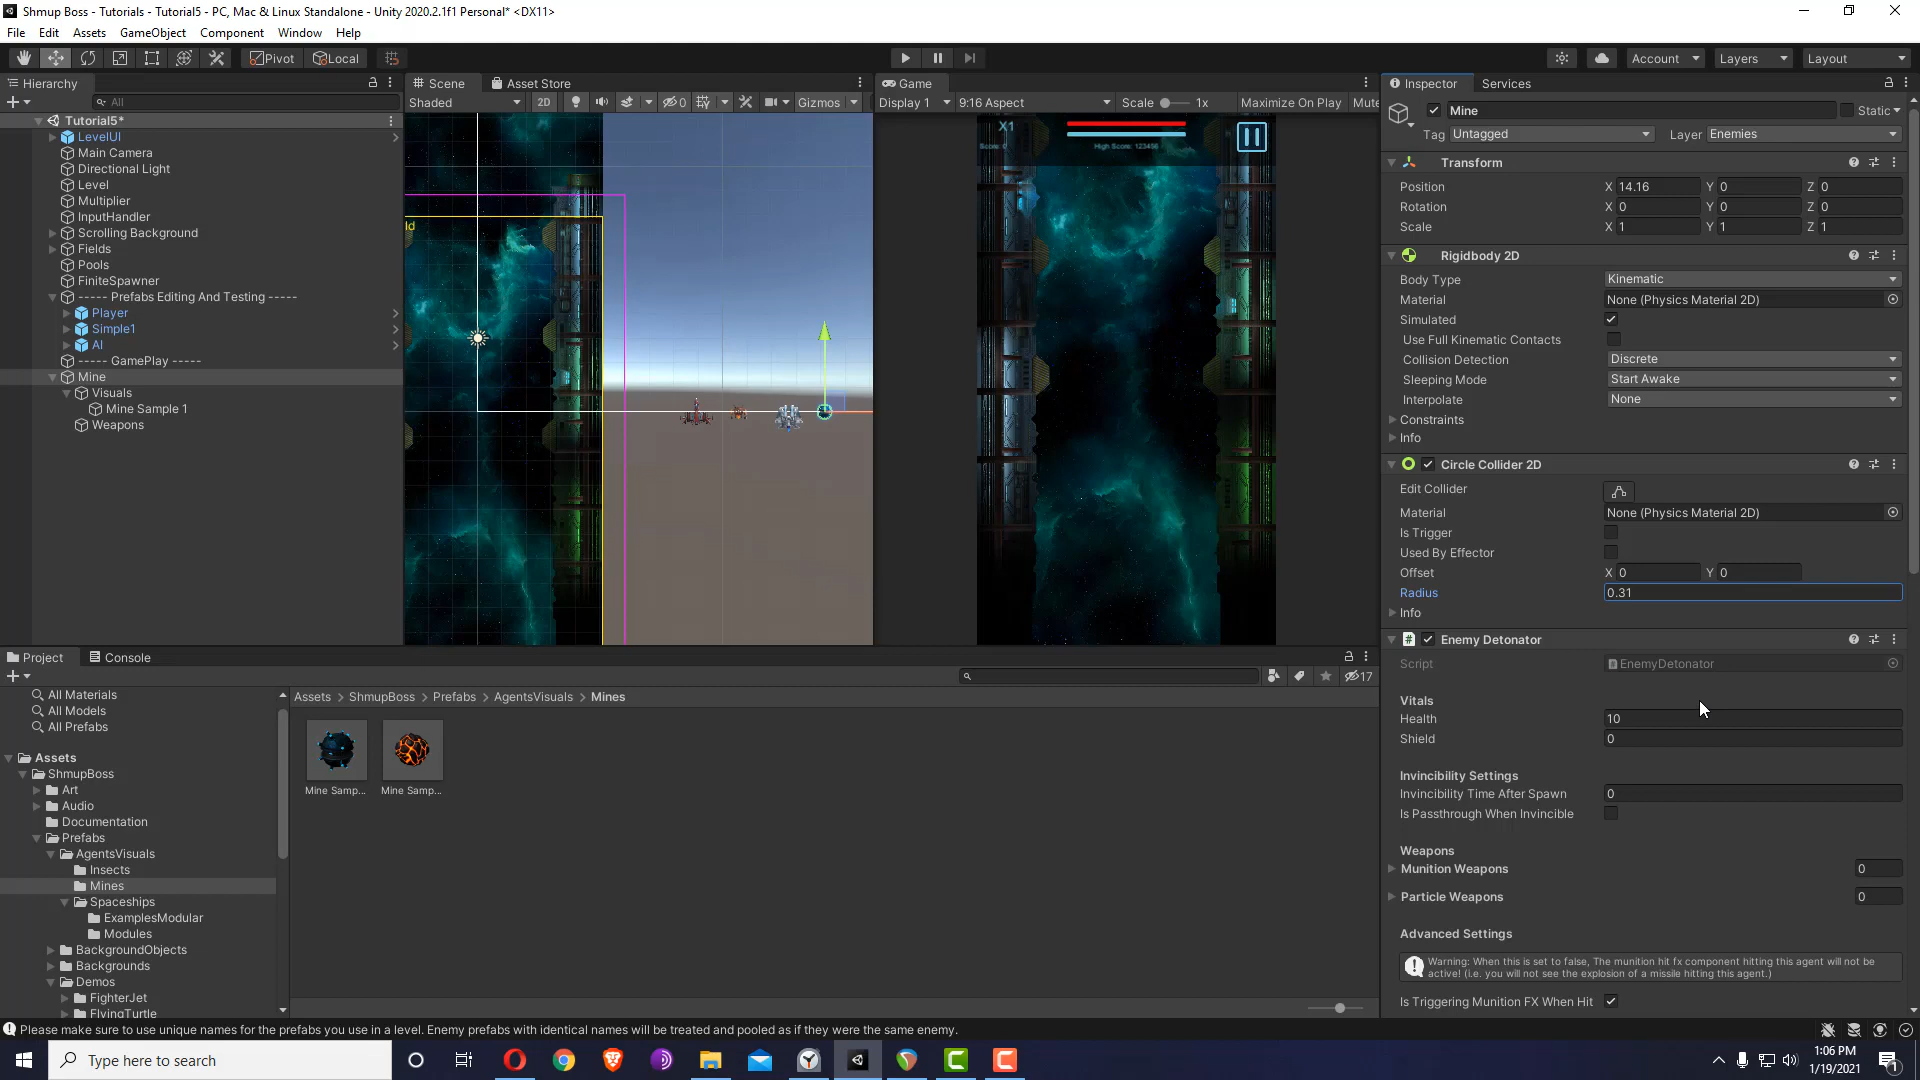 Shmup Boss - Tutorials - Tutorial5 - PC, Mac & Linux Standalone - Unity 2020.2.1f1 Personal* <DX11>
File Edit Assets GameObject Component Window Help
Pivot Local Account Layers Layout
Hierarchy
All
Tutorial5*
LevelUI
Main Camera
Directional Light
Level
Multiplier
InputHandler
Scrolling Background
Fields
Pools
FiniteSpawner
----- Prefabs Editing And Testing -----
Player
Simple1
AI
----- GamePlay -----
Mine
Visuals
Mine Sample 1
Weapons
Scene Asset Store
Shaded 2D 0 Gizmos
ld
Game
Display 1 9:16 Aspect Scale 1x Maximize On Play Mute
X1
Score: 0 High Score: 123456
Inspector Services
Mine Static
Tag Untagged Layer Enemies
Transform
Position X 14.16 Y 0 Z 0
Rotation X 0 Y 0 Z 0
Scale X 1 Y 1 Z 1
Rigidbody 2D
Body Type Kinematic
Material None (Physics Material 2D)
Simulated
Use Full Kinematic Contacts
Collision Detection Discrete
Sleeping Mode Start Awake
Interpolate None
Constraints
Info
Circle Collider 2D
Edit Collider
Material None (Physics Material 2D)
Is Trigger
Used By Effector
Offset X 0 Y 0
Radius 0.31
Info
Enemy Detonator
Script EnemyDetonator
Vitals
Health 10
Shield 0
Invincibility Settings
Invincibility Time After Spawn 0
Is Passthrough When Invincible
Weapons
Munition Weapons 0
Particle Weapons 0
Advanced Settings
Warning: When this is set to false, The munition hit fx component hitting this agent will not be
active! (i.e. you will not see the explosion of a missile hitting this agent.)
Is Triggering Munition FX When Hit
Project Console
17
All Materials
All Models
All Prefabs
Assets
ShmupBoss
Art
Audio
Documentation
Prefabs
AgentsVisuals
Insects
Mines
Spaceships
ExamplesModular
Modules
BackgroundObjects
Backgrounds
Demos
FighterJet
FlyingTurtle
Assets > ShmupBoss > Prefabs > AgentsVisuals > Mines
Mine Samp... Mine Samp...
Please make sure to use unique names for the prefabs you use in a level. Enemy prefabs with identical names will be treated and pooled as if they were the same enemy.
Type here to search
1:06 PM
1/19/2021
1